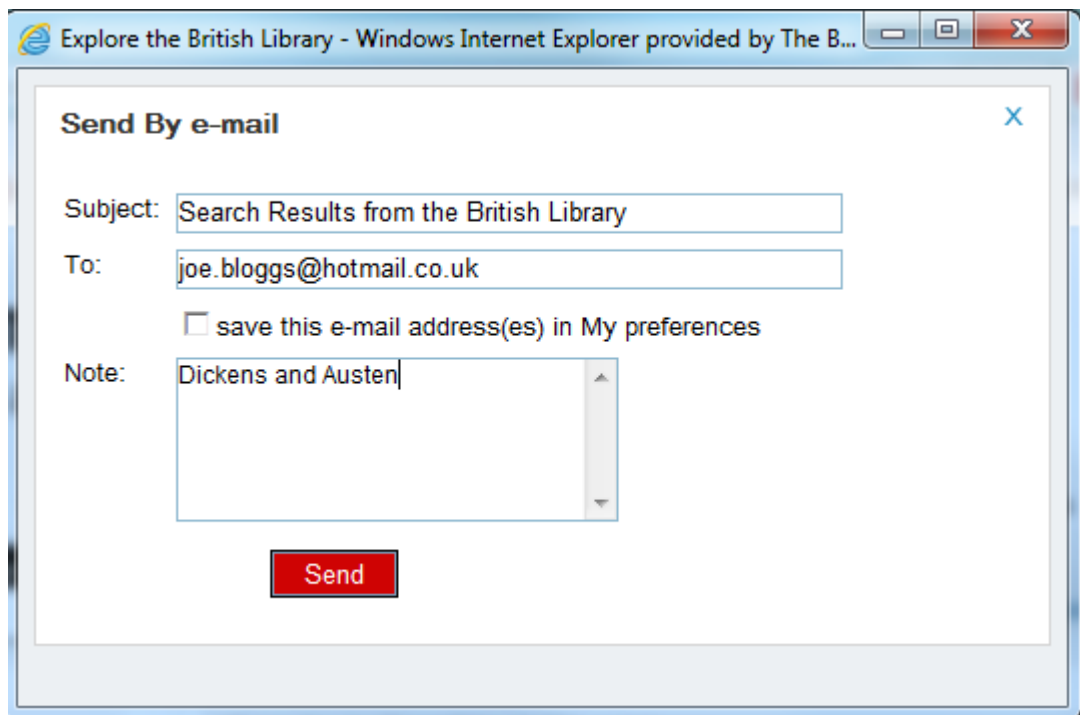 Explore the British Library - Windows Internet Explorer provided by The B...
Send By e-mail
X
Subject: Search Results from the British Library
To: joe.bloggs@hotmail.co.uk
save this e-mail address(es) in My preferences
Note: Dickens and Austen
Send